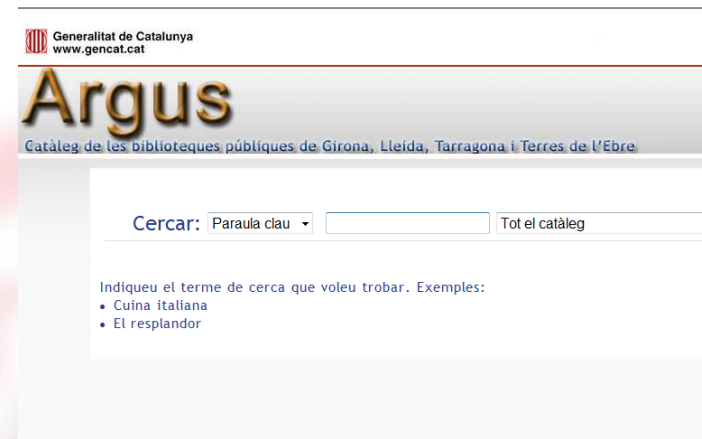 Generalitat de Catalunya
www.gencat.cat
Argus
Catàleg de les biblioteques públiques de Girona, Lleida, Tarragona i Terres de l'Ebre
Cercar: Paraula clau Tot el catàleg
Indiqueu el terme de cerca que voleu trobar. Exemples:
• Cuina italiana
• El resplandor